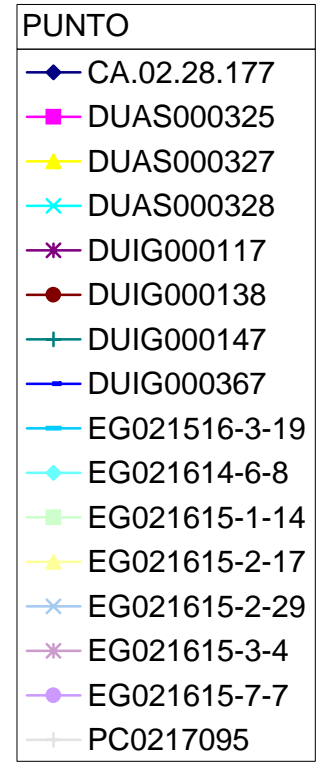 PUNTO
CA.02.28.177
DUAS000325
DUAS000327
DUAS000328
DUIG000117
DUIG000138
DUIG000147
DUIG000367
EG021516-3-19
EG021614-6-8
EG021615-1-14
EG021615-2-17
EG021615-2-29
EG021615-3-4
EG021615-7-7
PC0217095